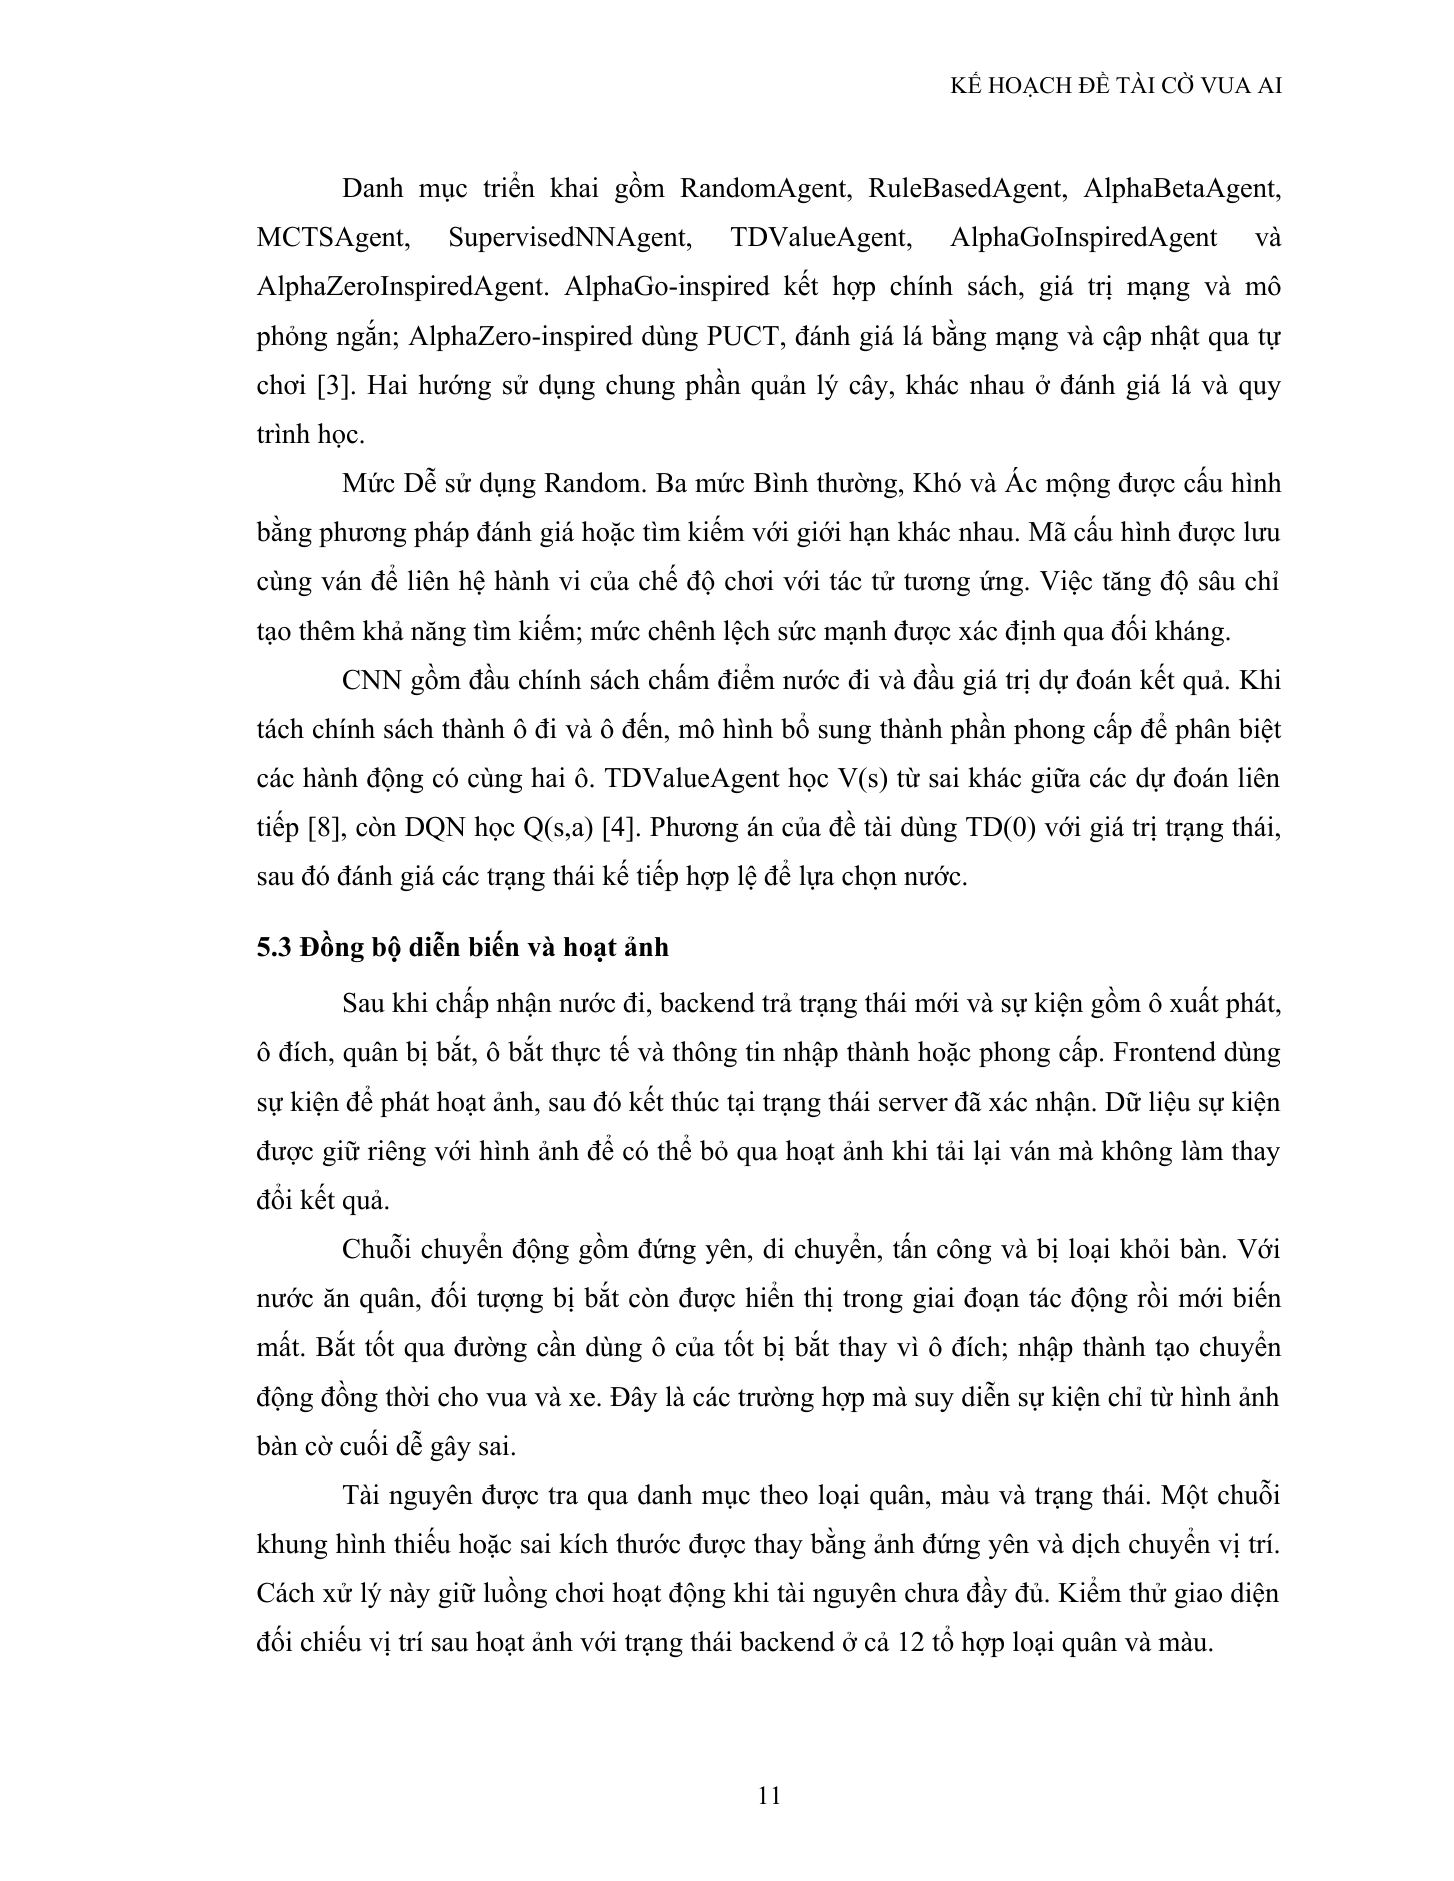 KẾ HOẠCH ĐỀ TÀI CỜ VUA AI
Danh mục triển khai gồm RandomAgent, RuleBasedAgent, AlphaBetaAgent,
MCTSAgent, SupervisedNNAgent, TDValueAgent, AlphaGoInspiredAgent và
AlphaZeroInspiredAgent. AlphaGo-inspired kết hợp chính sách, giá trị mạng và mô
phỏng ngắn; AlphaZero-inspired dùng PUCT, đánh giá lá bằng mạng và cập nhật qua tự
chơi [3]. Hai hướng sử dụng chung phần quản lý cây, khác nhau ở đánh giá lá và quy
trình học.
Mức Dễ sử dụng Random. Ba mức Bình thường, Khó và Ác mộng được cấu hình
bằng phương pháp đánh giá hoặc tìm kiếm với giới hạn khác nhau. Mã cấu hình được lưu
cùng ván để liên hệ hành vi của chế độ chơi với tác tử tương ứng. Việc tăng độ sâu chỉ
tạo thêm khả năng tìm kiếm; mức chênh lệch sức mạnh được xác định qua đối kháng.
CNN gồm đầu chính sách chấm điểm nước đi và đầu giá trị dự đoán kết quả. Khi
tách chính sách thành ô đi và ô đến, mô hình bổ sung thành phần phong cấp để phân biệt
các hành động có cùng hai ô. TDValueAgent học V(s) từ sai khác giữa các dự đoán liên
tiếp [8], còn DQN học Q(s,a) [4]. Phương án của đề tài dùng TD(0) với giá trị trạng thái,
sau đó đánh giá các trạng thái kế tiếp hợp lệ để lựa chọn nước.
5.3 Đồng bộ diễn biến và hoạt ảnh
Sau khi chấp nhận nước đi, backend trả trạng thái mới và sự kiện gồm ô xuất phát,
ô đích, quân bị bắt, ô bắt thực tế và thông tin nhập thành hoặc phong cấp. Frontend dùng
sự kiện để phát hoạt ảnh, sau đó kết thúc tại trạng thái server đã xác nhận. Dữ liệu sự kiện
được giữ riêng với hình ảnh để có thể bỏ qua hoạt ảnh khi tải lại ván mà không làm thay
đổi kết quả.
Chuỗi chuyển động gồm đứng yên, di chuyển, tấn công và bị loại khỏi bàn. Với
nước ăn quân, đối tượng bị bắt còn được hiển thị trong giai đoạn tác động rồi mới biến
mất. Bắt tốt qua đường cần dùng ô của tốt bị bắt thay vì ô đích; nhập thành tạo chuyển
động đồng thời cho vua và xe. Đây là các trường hợp mà suy diễn sự kiện chỉ từ hình ảnh
bàn cờ cuối dễ gây sai.
Tài nguyên được tra qua danh mục theo loại quân, màu và trạng thái. Một chuỗi
khung hình thiếu hoặc sai kích thước được thay bằng ảnh đứng yên và dịch chuyển vị trí.
Cách xử lý này giữ luồng chơi hoạt động khi tài nguyên chưa đầy đủ. Kiểm thử giao diện
đối chiếu vị trí sau hoạt ảnh với trạng thái backend ở cả 12 tổ hợp loại quân và màu.
11